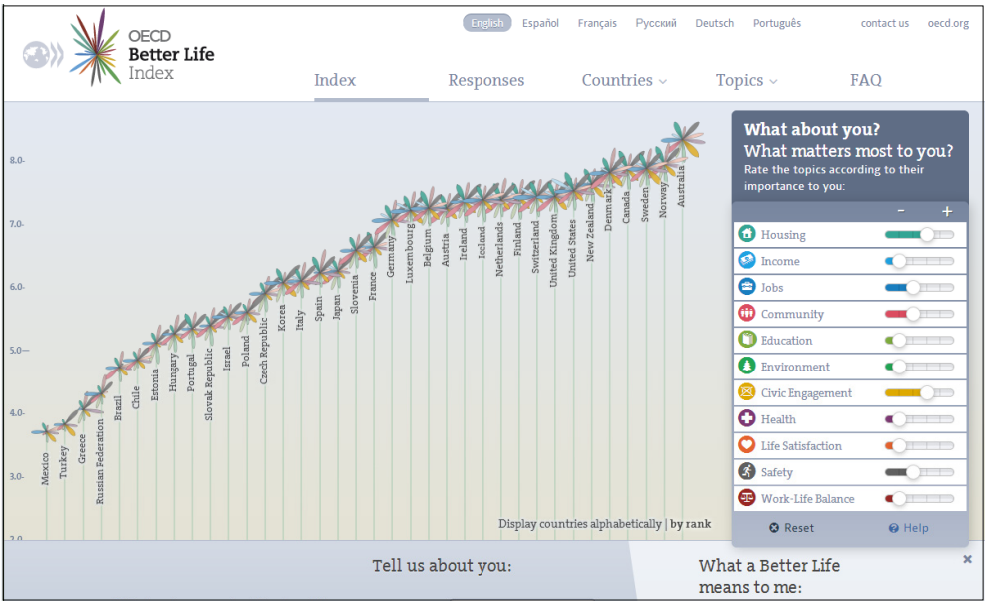 English Español Français Русский Deutsch Português contact us oecd.org
OECD
Better Life
Index
Index Responses Countries Topics FAQ
8.0-
7.0-
6.0-
5.0—
4.0-
3.0-
2.0
Mexico
Turkey
Greece
Russian Federation
Brazil
Chile
Estonia
Hungary
Portugal
Slovak Republic
Israel
Poland
Czech Republic
Korea
Italy
Spain
Japan
Slovenia
France
Germany
Luxembourg
Belgium
Austria
Ireland
Iceland
Netherlands
Finland
Switzerland
United Kingdom
United States
New Zealand
Denmark
Canada
Sweden
Norway
Australia
Display countries alphabetically | by rank
What about you?
What matters most to you?
Rate the topics according to their
importance to you:
- +
Housing
Income
Jobs
Community
Education
Environment
Civic Engagement
Health
Life Satisfaction
Safety
Work-Life Balance
Reset Help
Tell us about you:
What a Better Life
means to me: